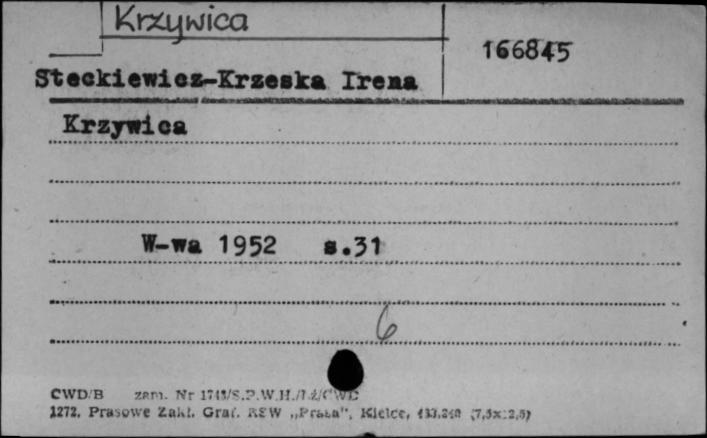 Krzywica
166845
Steckiewicz-Krzeska Irena
Krzywica
W-wa 1952 s.31
6
CWD/B zam. Nr 1748/S.P.W.H./
1272. Prasowe Zakł. Graf. RSW „Prasa", Kielce,